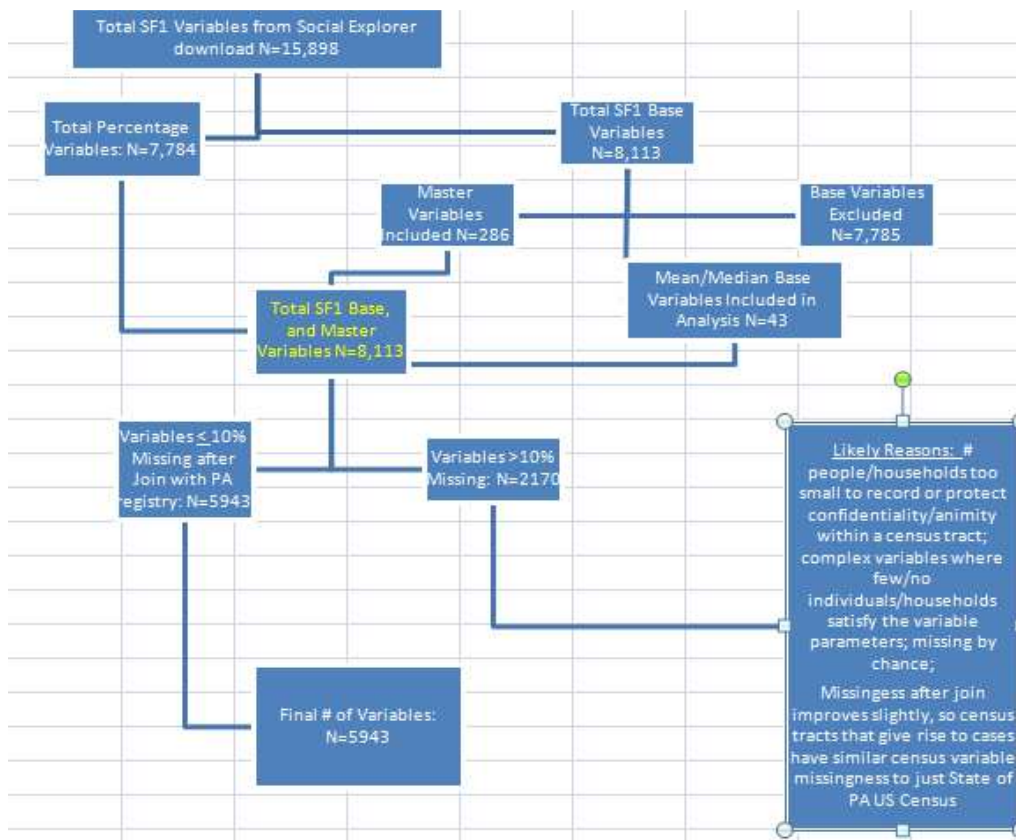 Total SF1 Variables from Social Explorer
download N=15,898
Total Percentage
Variables: N=7,784
Total SF1 Base
Variables
N=8,113
Master
Variables
Included N=286
Base Variables
Excluded
N=7,785
Mean/Median Base
Variables Included in
Analysis N=43
Total SF1 Base,
and Master
Variables N=8,113
Variables < 10%
Missing after
Join with PA
registry: N=5943
Variables >10%
Missing: N=2170
Likely Reasons: #
people/households too
small to record or protect
confidentiality/animity
within a census tract;
complex variables where
few/no
individuals/households
satisfy the variable
parameters; missing by
chance;
Missingess after join
improves slightly, so census
tracts that give rise to cases
have similar census variable
missingness to just State of
PA US Census
Final # of Variables:
N=5943